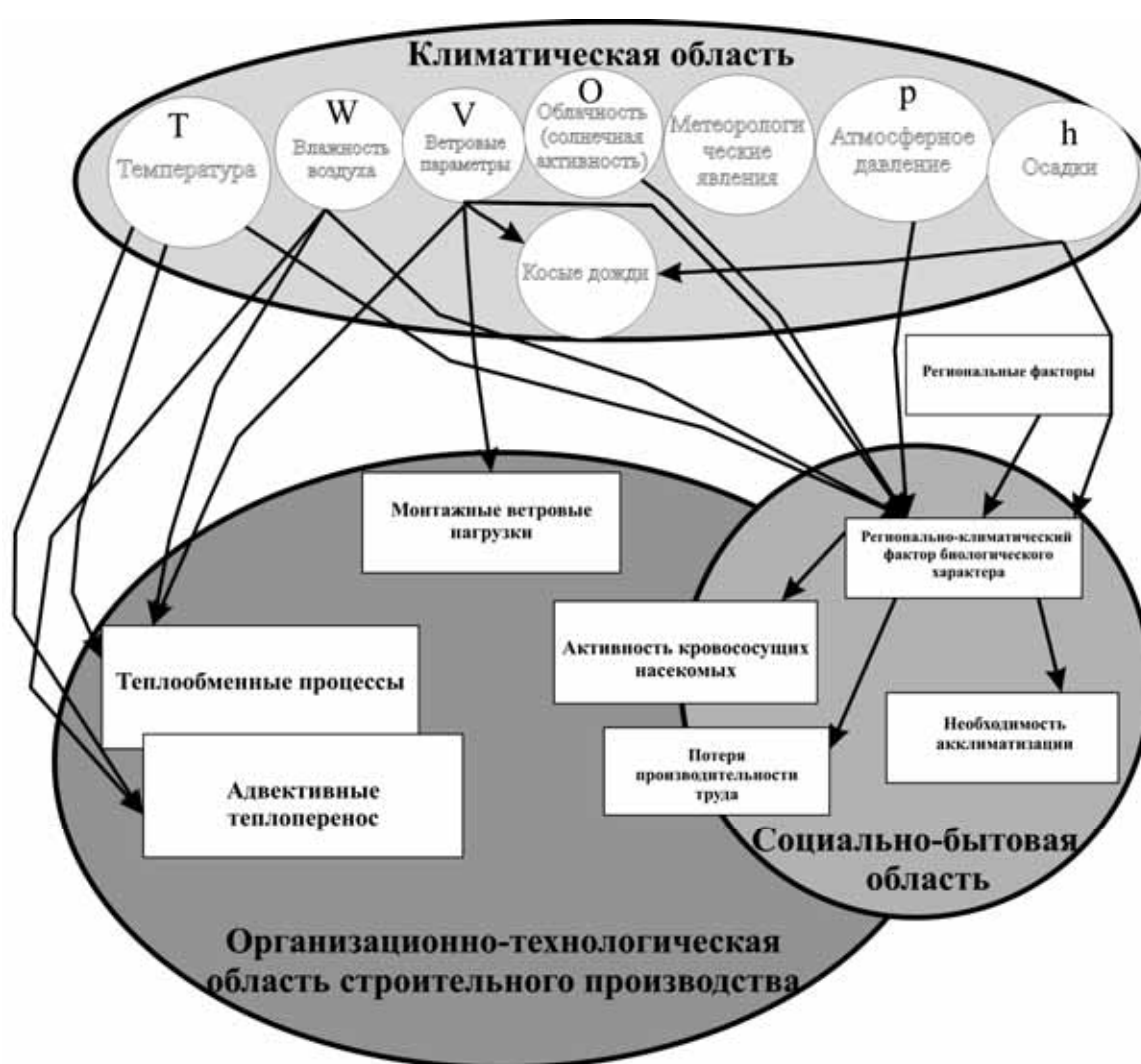 Климатическая область
T
Температура
W
Влажность
воздуха
V
Ветровые
параметры
О
Облачность
(солнечная
активность)
Метеорологи
ческие
явления
p
Атмосферное
давление
h
Осадки
Косые дожди
Региональные факторы
Монтажные ветровые
нагрузки
Регионально-климатический
фактор биологического
характера
Активность кровососущих
насекомых
Теплообменные процессы
Необходимость
акклиматизации
Потеря
производительности
труда
Адвективные
теплоперенос
Социально-бытовая
область
Организационно-технологическая
область строительного производства